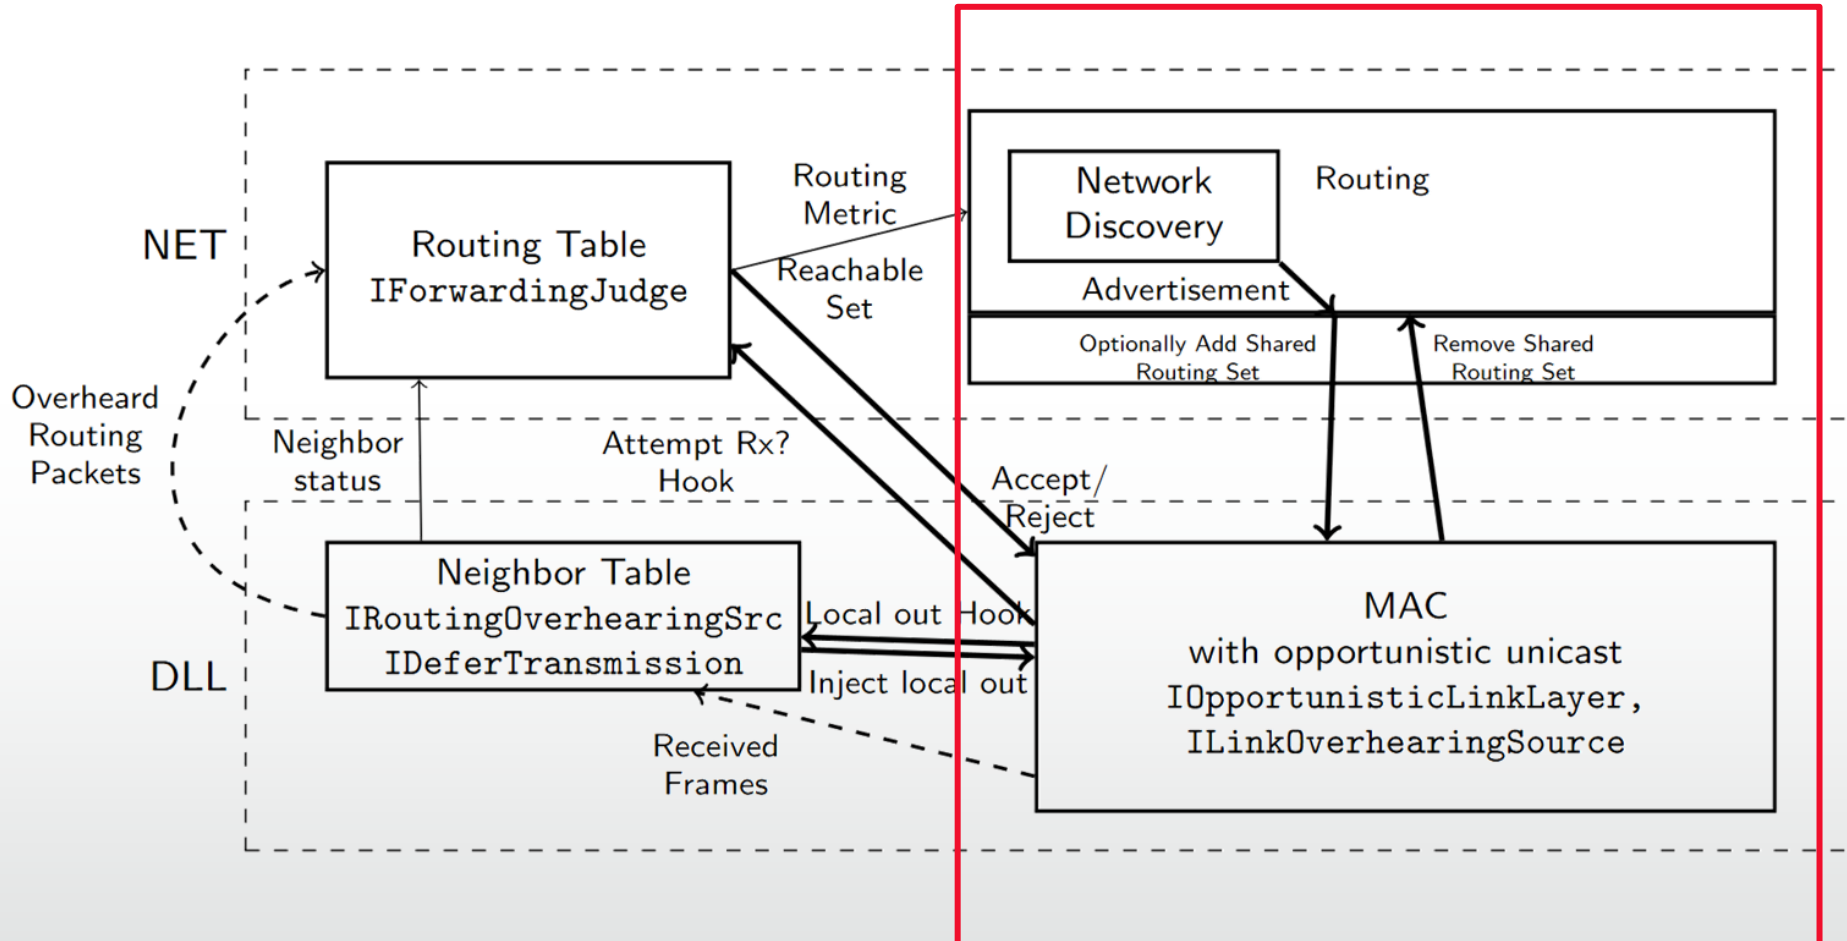 NET
Routing Table
IForwardingJudge
Routing
Metric
Reachable
Set
Network
Discovery
Routing
Advertisement
Optionally Add Shared
Routing Set
Remove Shared
Routing Set
Overheard
Routing
Packets
Neighbor
status
Attempt Rx?
Hook
Accept/
Reject
DLL
Neighbor Table
IRoutingOverhearingSrc
IDeferTransmission
Local out Hook
Inject local out
Received
Frames
MAC
with opportunistic unicast
IOpportunisticLinkLayer,
ILinkOverhearingSource